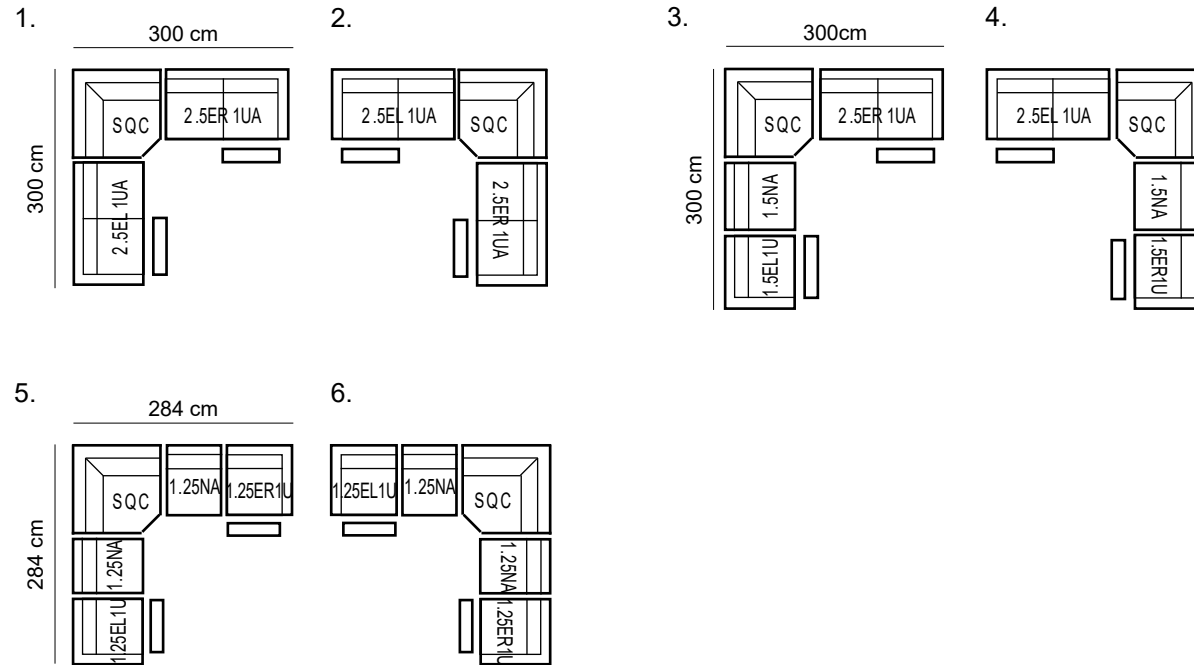 1.
300 cm
2.
3.
300cm
4.
300 cm
SQC
2.5ER 1UA
2.5EL 1UA
SQC
2.5EL 1UA
2.5ER 1UA
300 cm
SQC
2.5ER 1UA
2.5EL 1UA
SQC
1.5NA
1.5EL1U
1.5NA
1.5ER1U
5.
284 cm
6.
284 cm
SQC
1.25NA
1.25ER1U
1.25EL1U
1.25NA
SQC
1.25NA
1.25EL1U
1.25NA
1.25ER1U